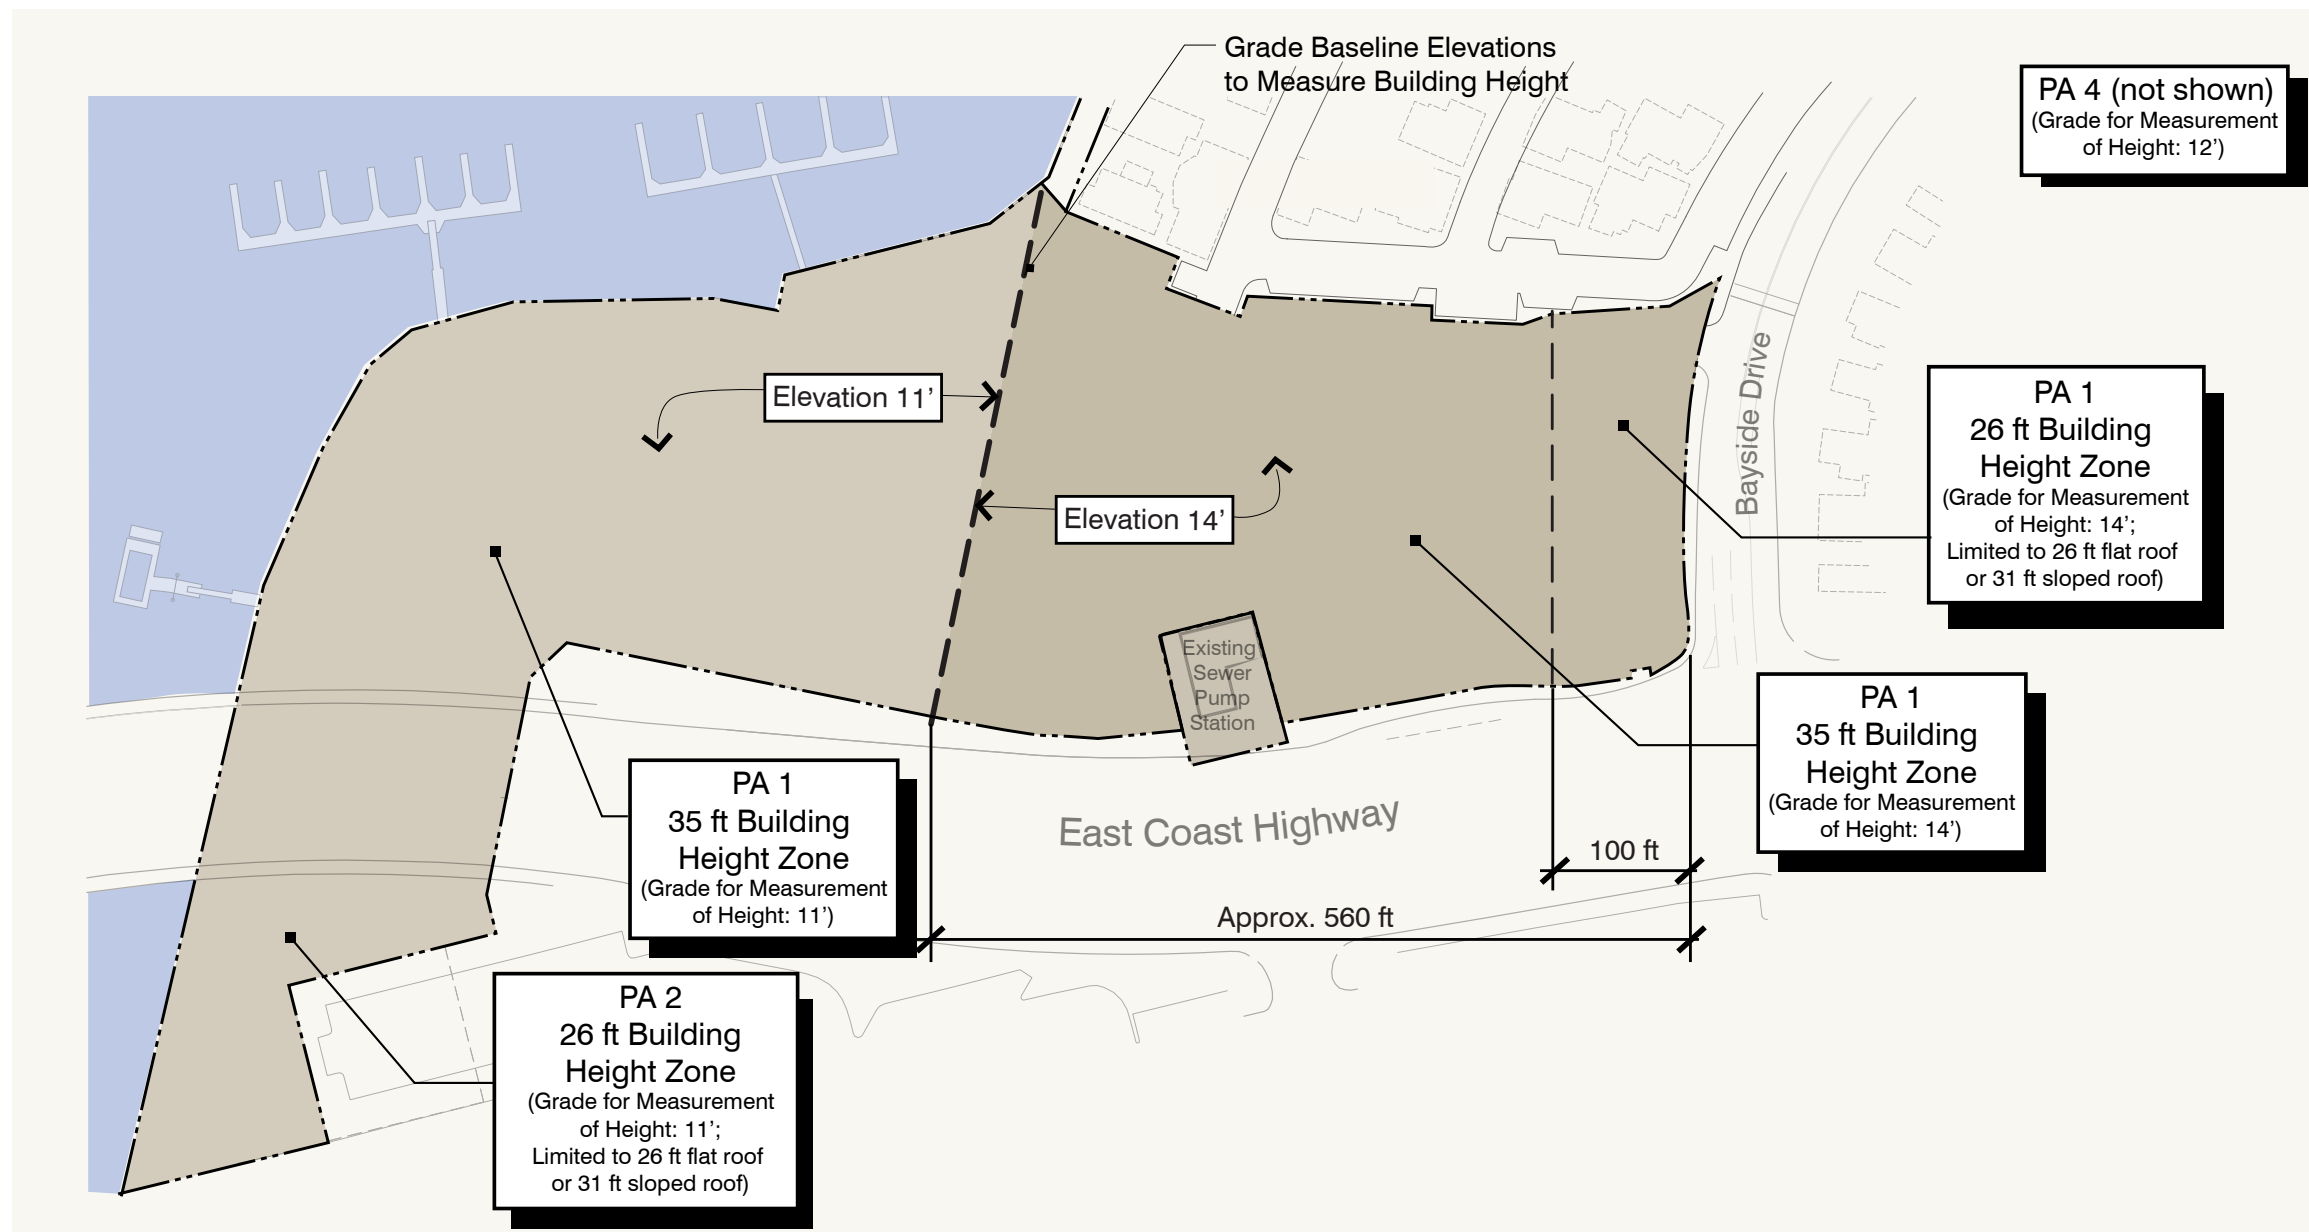 Grade Baseline Elevations
to Measure Building Height
PA 4 (not shown)
(Grade for Measurement
of Height: 12’)
Elevation 11’
Elevation 14’
Bayside Drive
PA 1
26 ft Building
Height Zone
(Grade for Measurement
of Height: 14’;
Limited to 26 ft flat roof
or 31 ft sloped roof)
Existing
Sewer
Pump
Station
PA 1
35 ft Building
Height Zone
(Grade for Measurement
of Height: 14’)
PA 1
35 ft Building
Height Zone
(Grade for Measurement
of Height: 11’)
East Coast Highway
100 ft
Approx. 560 ft
PA 2
26 ft Building
Height Zone
(Grade for Measurement
of Height: 11’;
Limited to 26 ft flat roof
or 31 ft sloped roof)